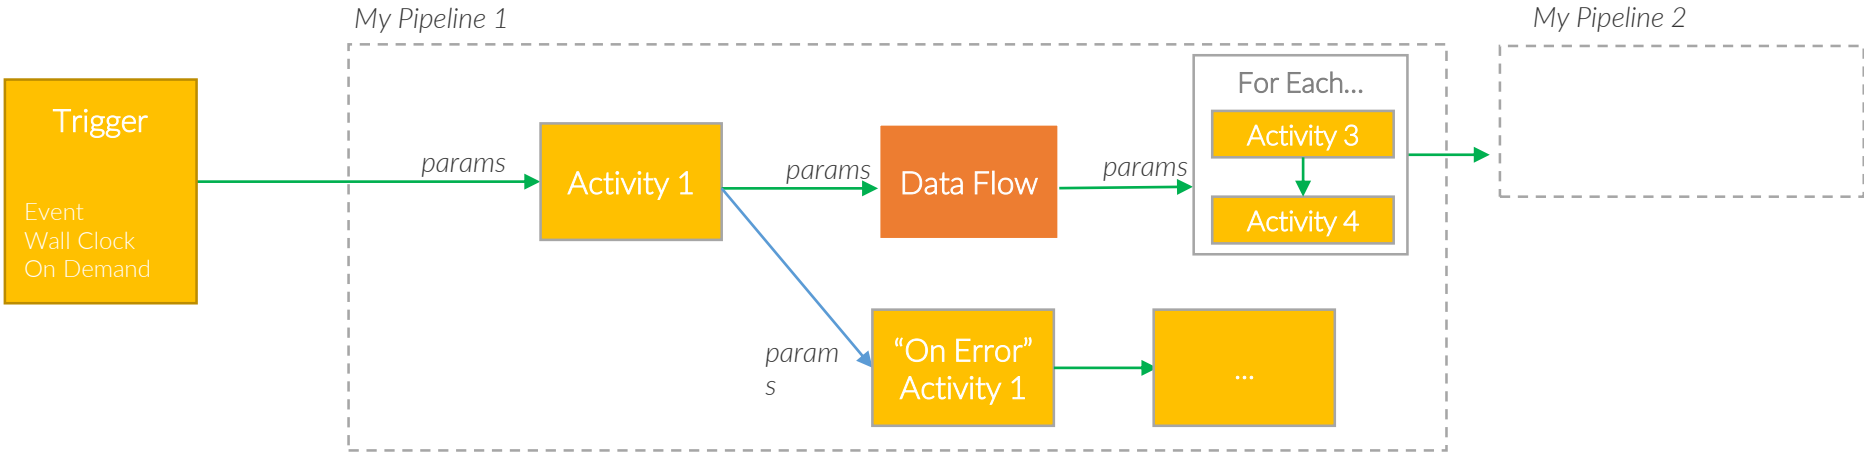 My Pipeline 1
My Pipeline 2
Trigger
Event
Wall Clock
On Demand
params
Activity 1
params
Data Flow
params
For Each...
Activity 3
Activity 4
param
s
“On Error”
Activity 1
...